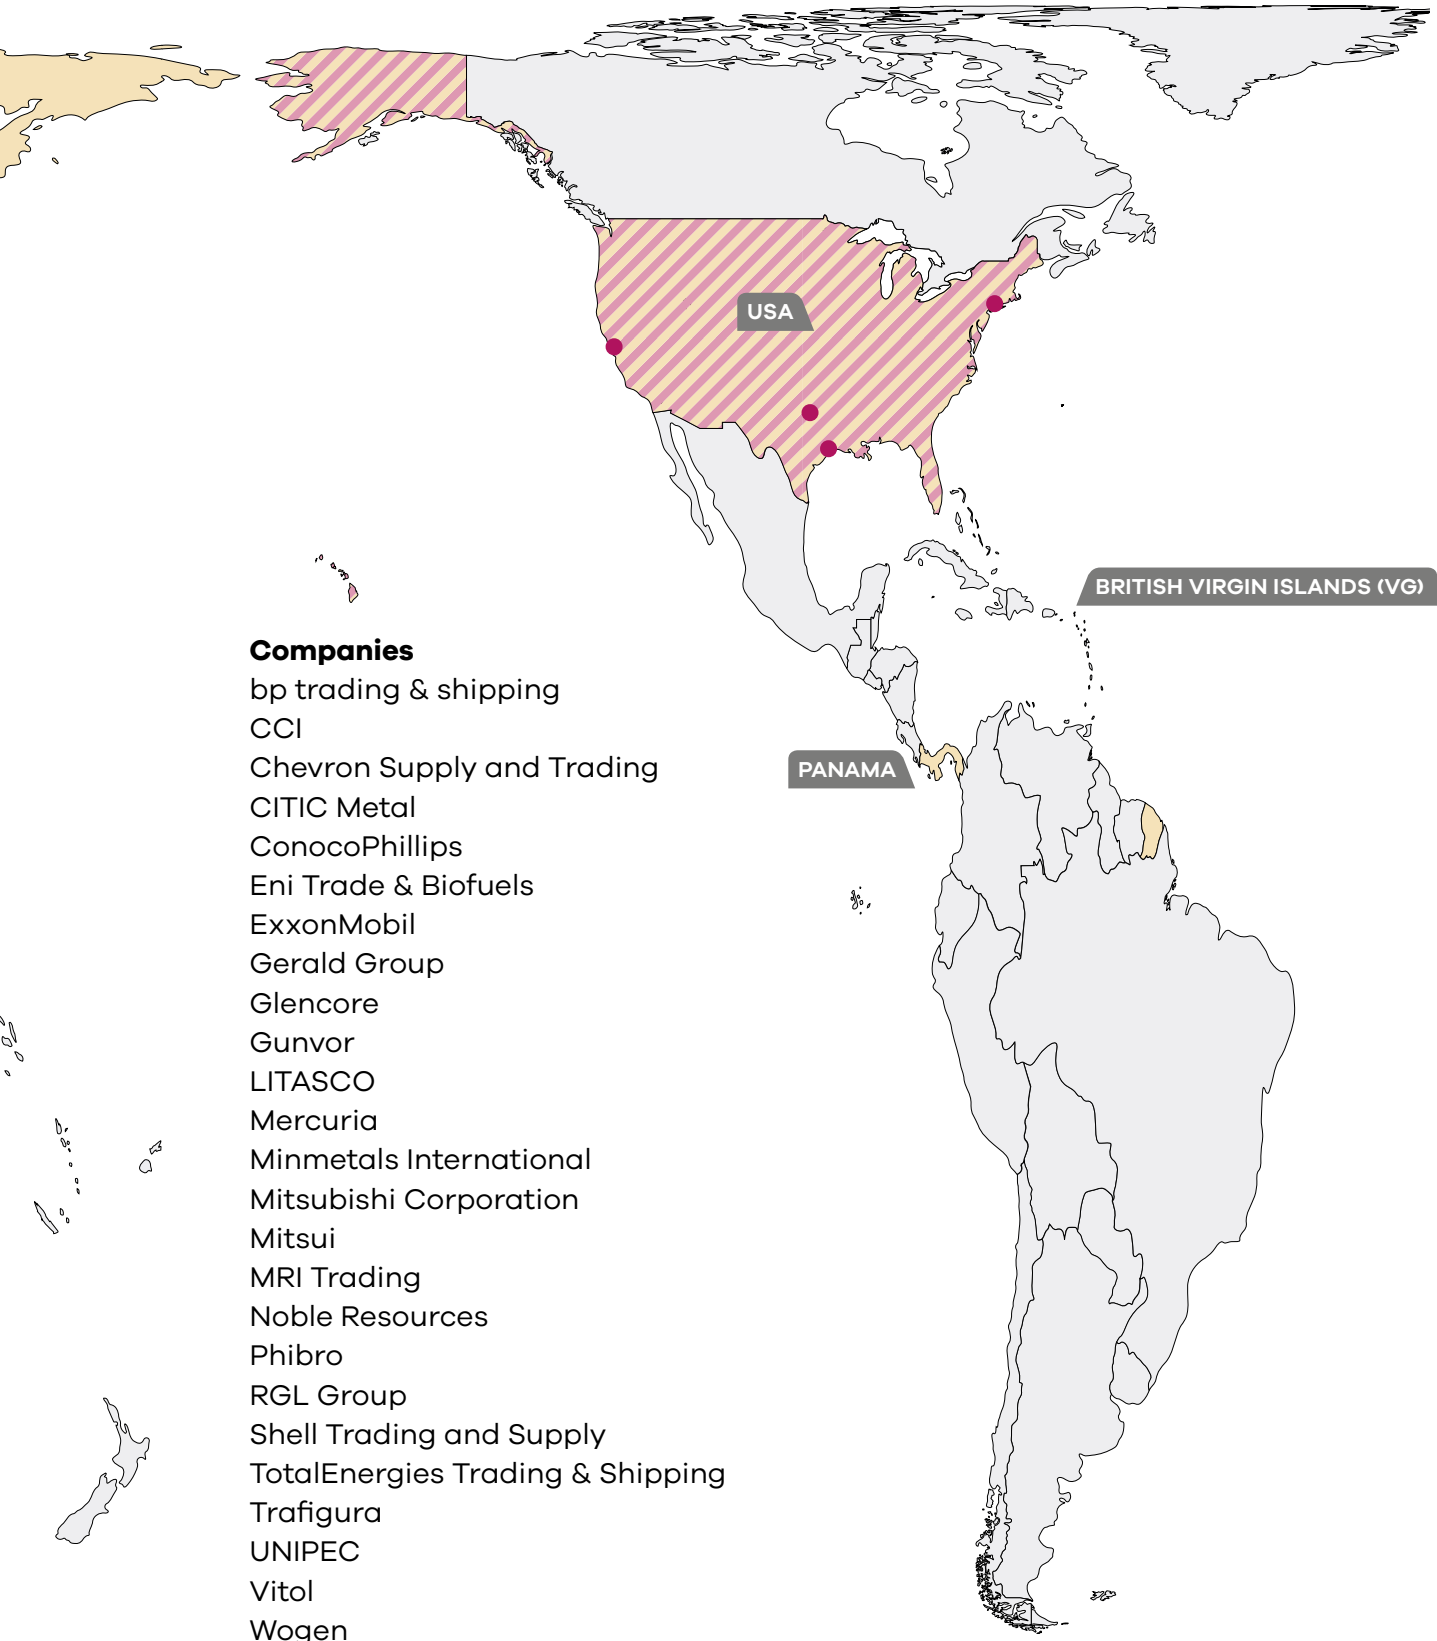 USA
BRITISH VIRGIN ISLANDS (VG)
PANAMA
Companies
bp trading & shipping
CCI
Chevron Supply and Trading
CITIC Metal
ConocoPhillips
Eni Trade & Biofuels
ExxonMobil
Gerald Group
Glencore
Gunvor
LITASCO
Mercuria
Minmetals International
Mitsubishi Corporation
Mitsui
MRI Trading
Noble Resources
Phibro
RGL Group
Shell Trading and Supply
TotalEnergies Trading & Shipping
Trafigura
UNIPEC
Vitol
Wogen